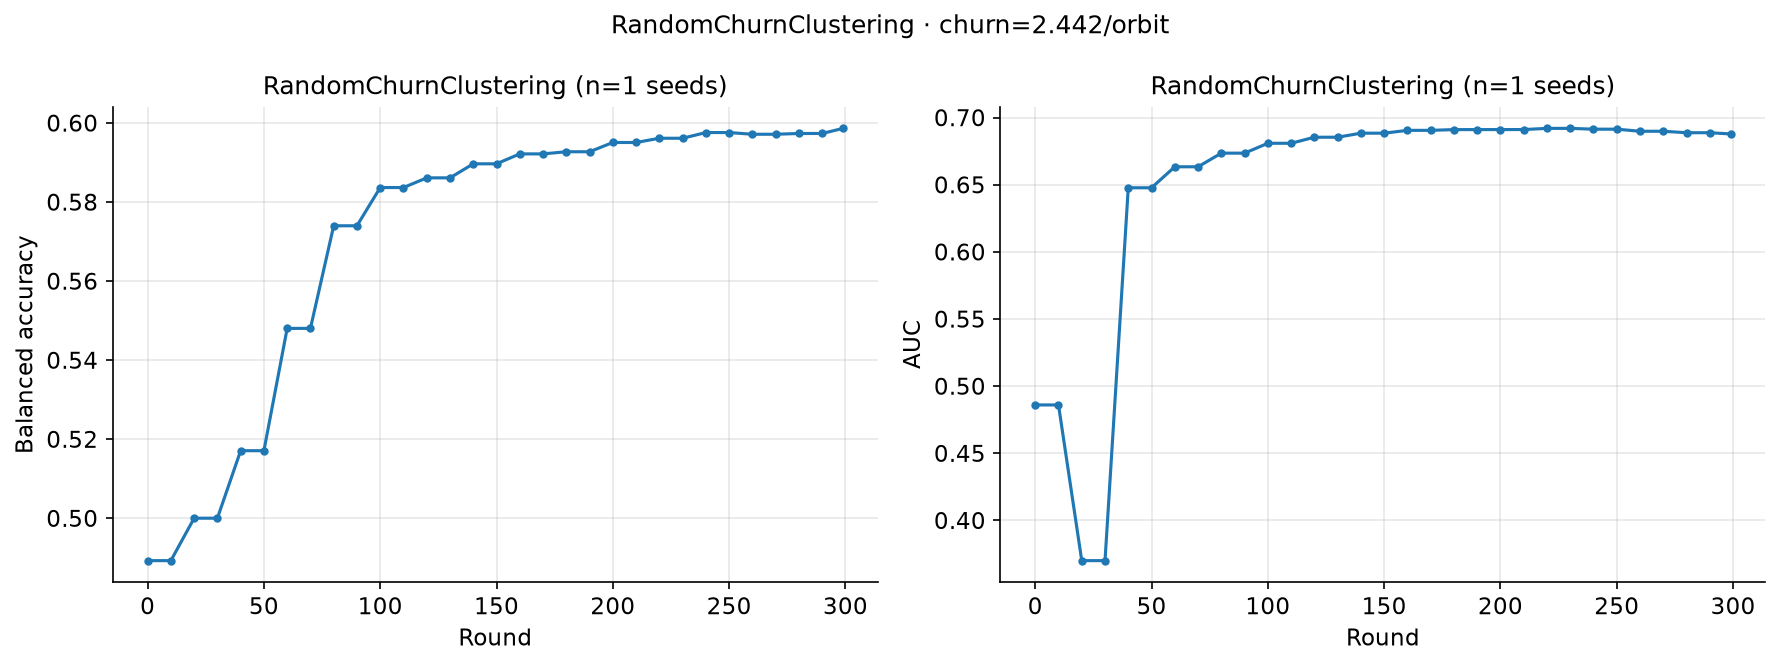 RandomChurnClustering · churn=2.442/orbit
RandomChurnClustering (n=1 seeds)
Balanced accuracy
0.60
0.58
0.56
0.54
0.52
0.50
0 50 100 150 200 250 300
Round
RandomChurnClustering (n=1 seeds)
AUC
0.70
0.65
0.60
0.55
0.50
0.45
0.40
0 50 100 150 200 250 300
Round